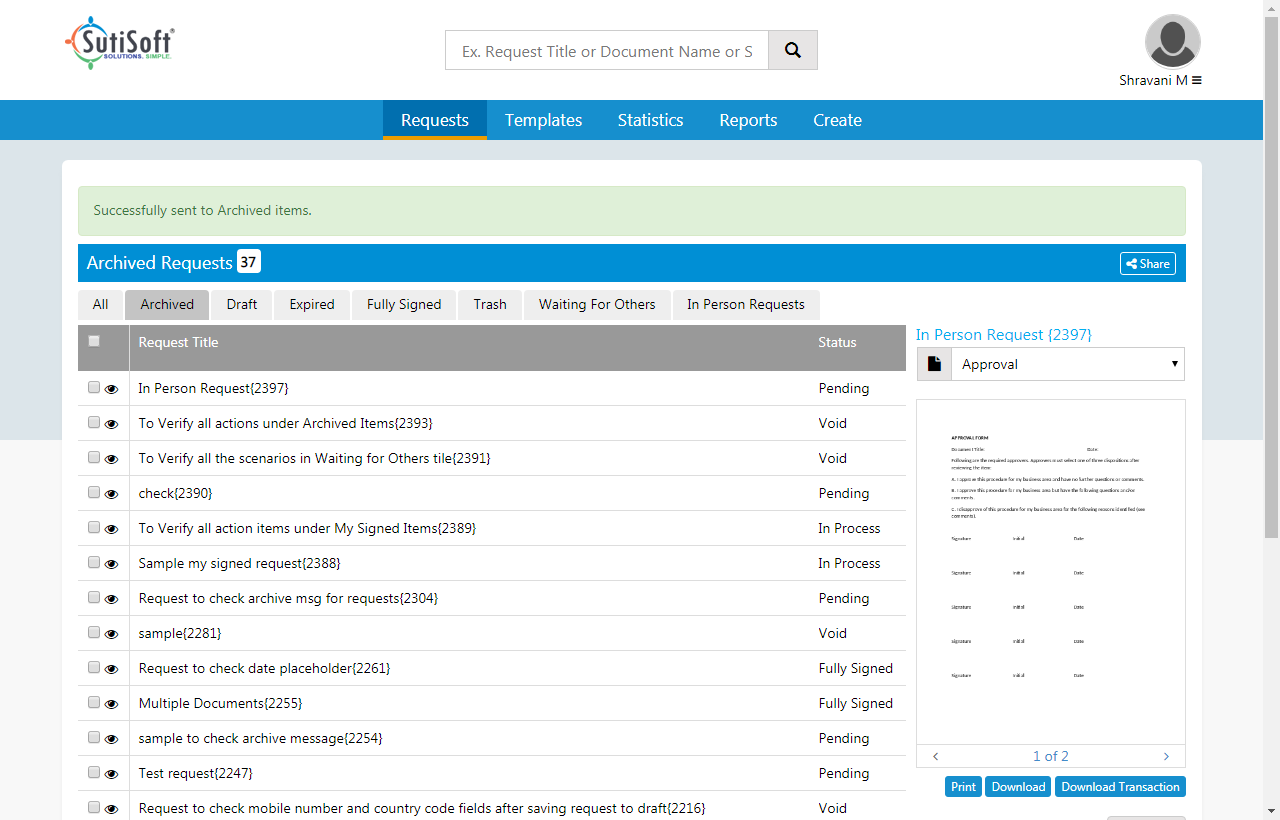 SutiSoft®
SOLUTIONS. SIMPLE.
Ex. Request Title or Document Name or S
Shravani M
Requests Templates Statistics Reports Create
Successfully sent to Archived items.
Archived Requests 37 Share
All Archived Draft Expired Fully Signed Trash Waiting For Others In Person Requests
Request Title Status
In Person Request{2397} Pending
To Verify all actions under Archived Items{2393} Void
To Verify all the scenarios in Waiting for Others tile{2391} Void
check{2390} Pending
To Verify all action items under My Signed Items{2389} In Process
Sample my signed request{2388} In Process
Request to check archive msg for requests{2304} Pending
sample{2281} Void
Request to check date placeholder{2261} Fully Signed
Multiple Documents{2255} Fully Signed
sample to check archive message{2254} Pending
Test request{2247} Pending
Request to check mobile number and country code fields after saving request to draft{2216} Void
In Person Request {2397}
Approval
APPROVAL FORM
Document Title: Date:
Following are the required approvers. Approvers must select one of three dispositions after
reviewing the item:
A. I approve this procedure for my business area and have no further questions or comments.
B. I approve this procedure for my business area but have the following questions and/or
comments.
C. I disapprove of this procedure for my business area for the following reasons identified (see
comments).
Signature Initial Date
Signature Initial Date
Signature Initial Date
Signature Initial Date
Signature Initial Date
1 of 2
Print Download Download Transaction